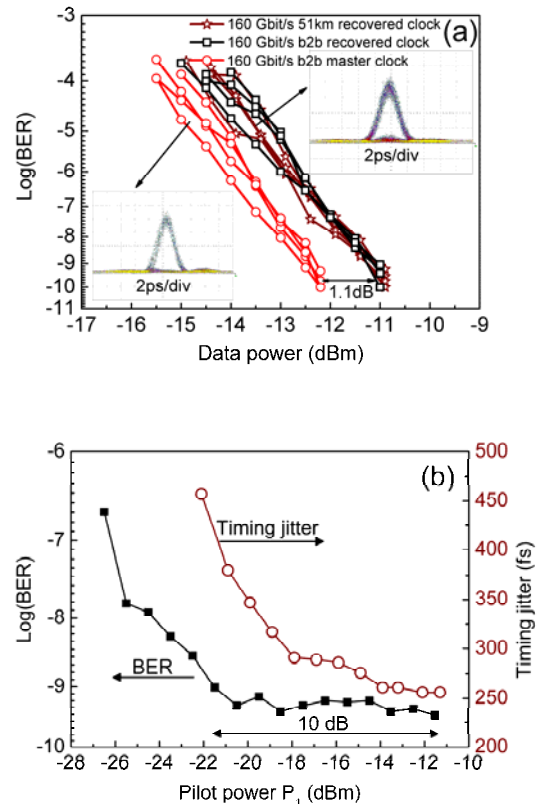 (a)
160 Gbit/s 51km recovered clock
160 Gbit/s b2b recovered clock
160 Gbit/s b2b master clock
-3
-4
-5
-6
-7
-8
-9
-10
-11
Log(BER)
2ps/div
2ps/div
1.1dB
-17 -16 -15 -14 -13 -12 -11 -10 -9
Data power (dBm)
(b)
-6
-7
-8
-9
-10
Log(BER)
Timing jitter
BER
10 dB
500
450
400
350
300
250
200
Timing jitter (fs)
-28 -26 -24 -22 -20 -18 -16 -14 -12 -10
Pilot power P1 (dBm)